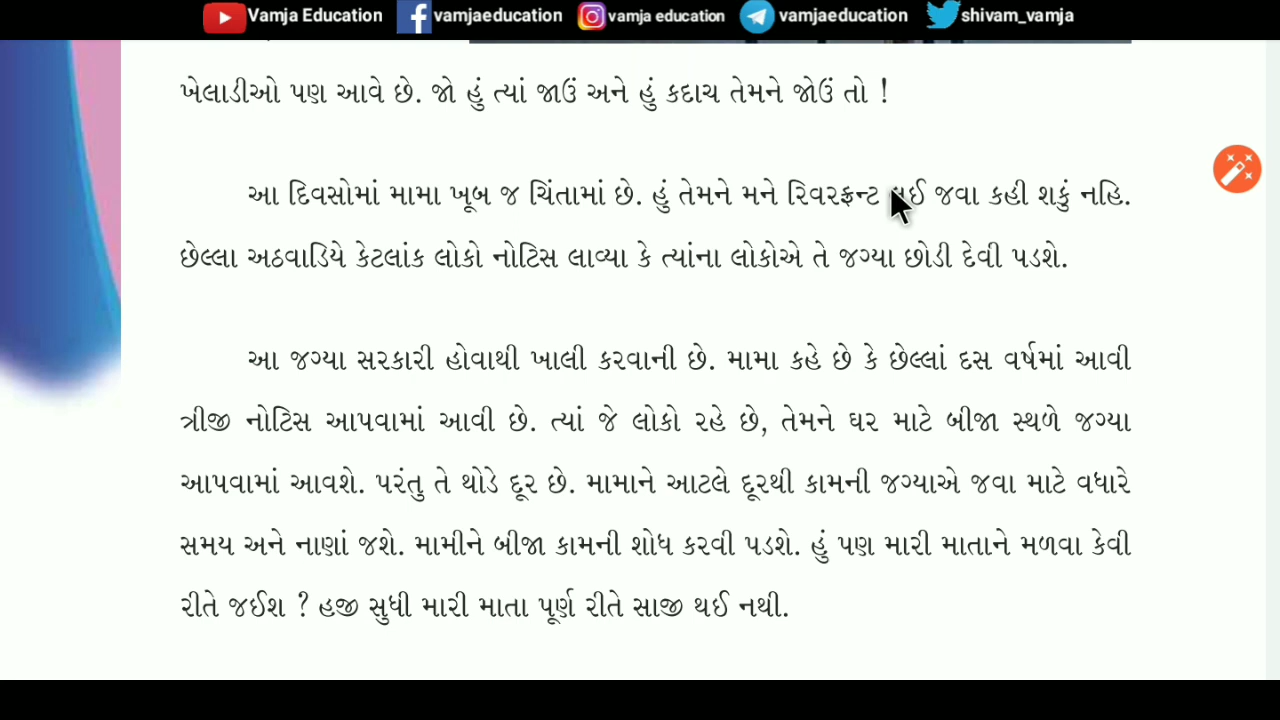 Vamja Education vamjaeducation vamja education vamjaeducation shivam_vamja
ખેલાડીઓ પણ આવે છે. જો હું ત્યાં જાઉં અને હું કદાચ તેમને જોઉં તો !
આ દિવસોમાં મામા ખૂબ જ ચિંતામાં છે. હું તેમને મને રિવરફ્રન્ટ જવા કહી શકું નહિ.
છેલ્લા અઠવાડિયે કેટલાંક લોકો નોટિસ લાવ્યા કે ત્યાંના લોકોએ તે જગ્યા છોડી દેવી પડશે.
આ જગ્યા સરકારી હોવાથી ખાલી કરવાની છે. મામા કહે છે કે છેલ્લાં દસ વર્ષમાં આવી
ત્રીજી નોટિસ આપવામાં આવી છે. ત્યાં જે લોકો રહે છે, તેમને ઘર માટે બીજા સ્થળે જગ્યા
આપવામાં આવશે. પરંતુ તે થોડે દૂર છે. મામાને આટલે દૂરથી કામની જગ્યાએ જવા માટે વધારે
સમય અને નાણાં જશે. મામીને બીજા કામની શોધ કરવી પડશે. હું પણ મારી માતાને મળવા કેવી
રીતે જઈશ ? હજી સુધી મારી માતા પૂર્ણ રીતે સાજી થઈ નથી.